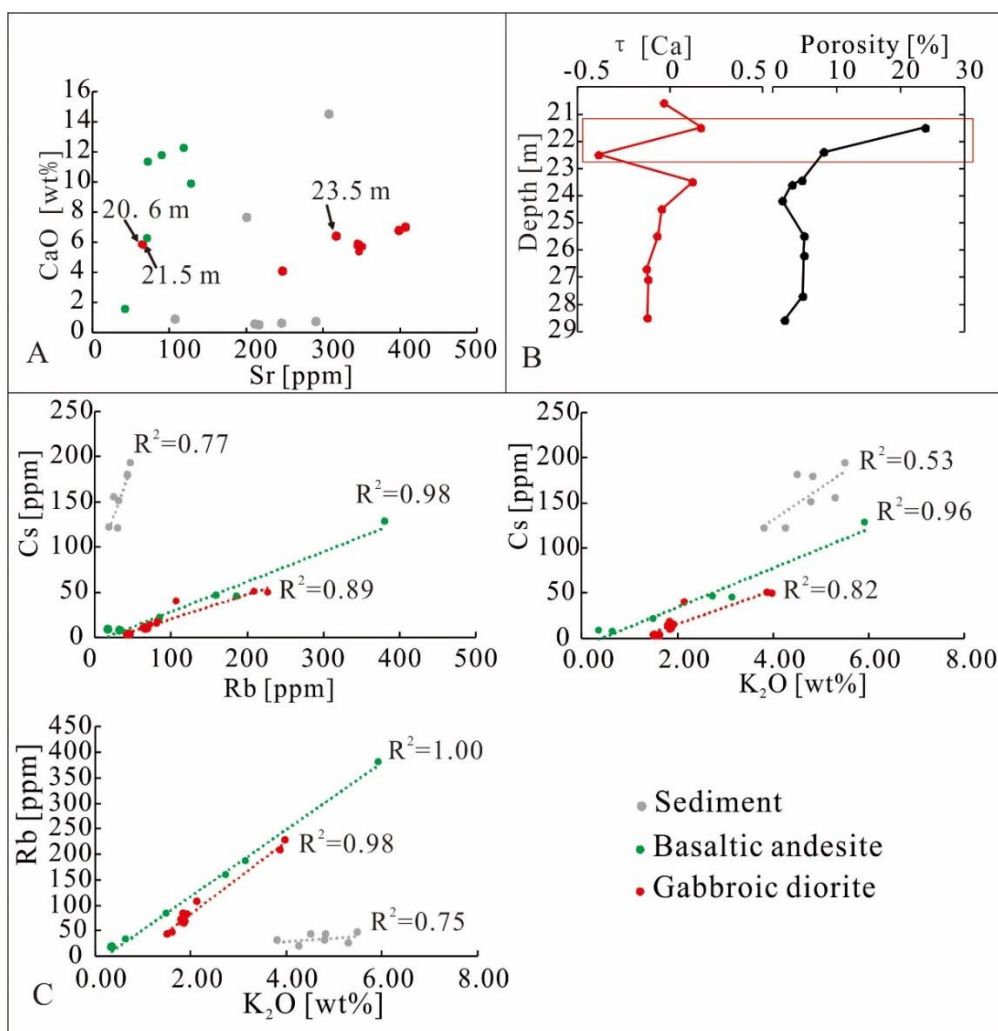 CaO [wt%]
16
14
12
10
8
6
4
2
0
20.6 m
21.5 m
23.5 m
0 100 200 300 400 500
Sr [ppm]
A
τ [Ca]
-0.5 0 0.5
Porosity [%]
0 10 20 30
Depth [m]
21
22
23
24
25
26
27
28
29
B
Cs [ppm]
250
200
150
100
50
0
R²=0.77
R²=0.98
R²=0.89
0 100 200 300 400
Rb [ppm]
Cs [ppm]
250
200
150
100
50
0
R²=0.53
R²=0.96
R²=0.82
0.00 2.00 4.00 6.00 8.00
K₂O [wt%]
Rb [ppm]
450
400
350
300
250
200
150
100
50
0
R²=1.00
R²=0.98
R²=0.75
0.00 2.00 4.00 6.00 8.00
K₂O [wt%]
C
Sediment
Basaltic andesite
Gabbroic diorite